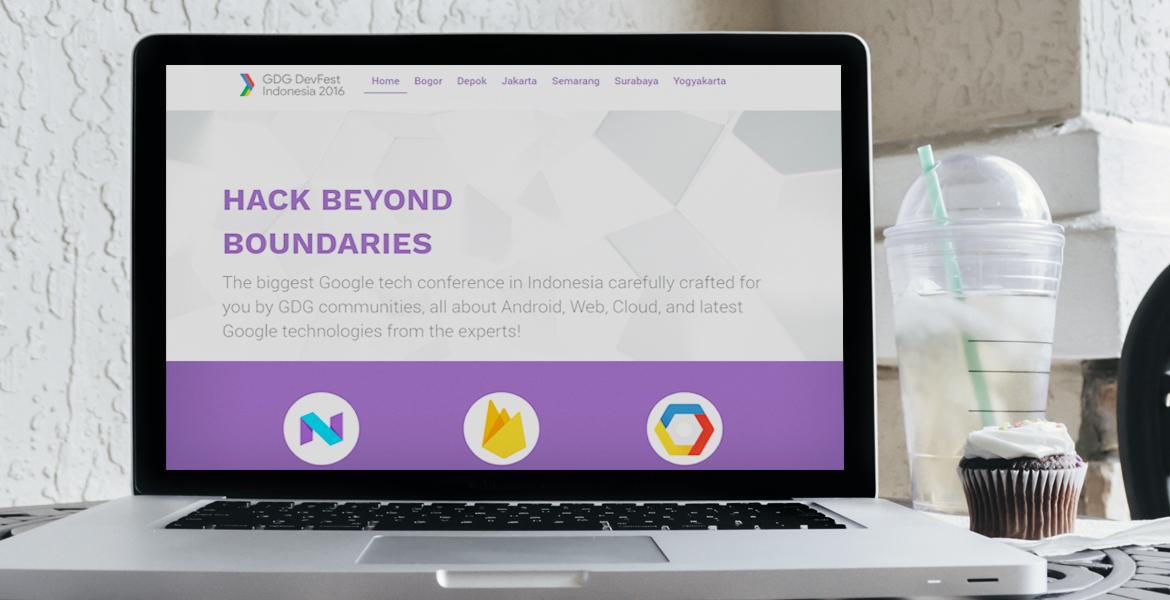 GDG DevFest
Indonesia 2016
Home Bogor Depok Jakarta Semarang Surabaya Yogyakarta
HACK BEYOND
BOUNDARIES
The biggest Google tech conference in Indonesia carefully crafted for
you by GDG communities, all about Android, Web, Cloud, and latest
Google technologies from the experts!